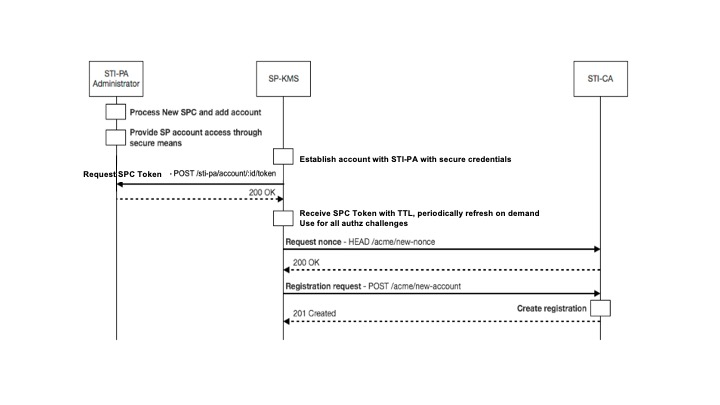 STI-PA
Administrator
SP-KMS
STI-CA
Process New SPC and add account
Provide SP account access through
secure means
Establish account with STI-PA with secure credentials
Request SPC Token - POST /sti-pa/account/:id/token
200 OK
Receive SPC Token with TTL, periodically refresh on demand
Use for all authz challenges
Request nonce - HEAD /acme/new-nonce
200 OK
Registration request - POST /acme/new-account
Create registration
201 Created